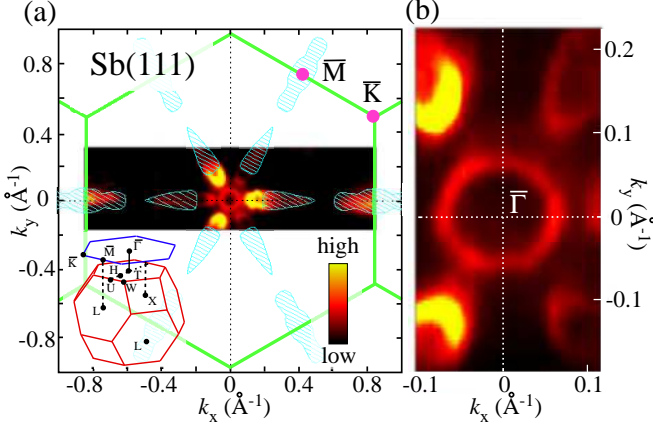 (a)
Sb(111)
M̅
K̅
k_y (Å⁻¹)
0.8
0.4
0
-0.4
-0.8
-0.8
-0.4
0
0.4
0.8
k_x (Å⁻¹)
high
low
K̅
M̅
Γ̅
H
Γ
U
W
X
L
L
(b)
Γ̅
0.2
0.1
0
-0.1
k_y (Å⁻¹)
-0.1
0
0.1
k_x (Å⁻¹)